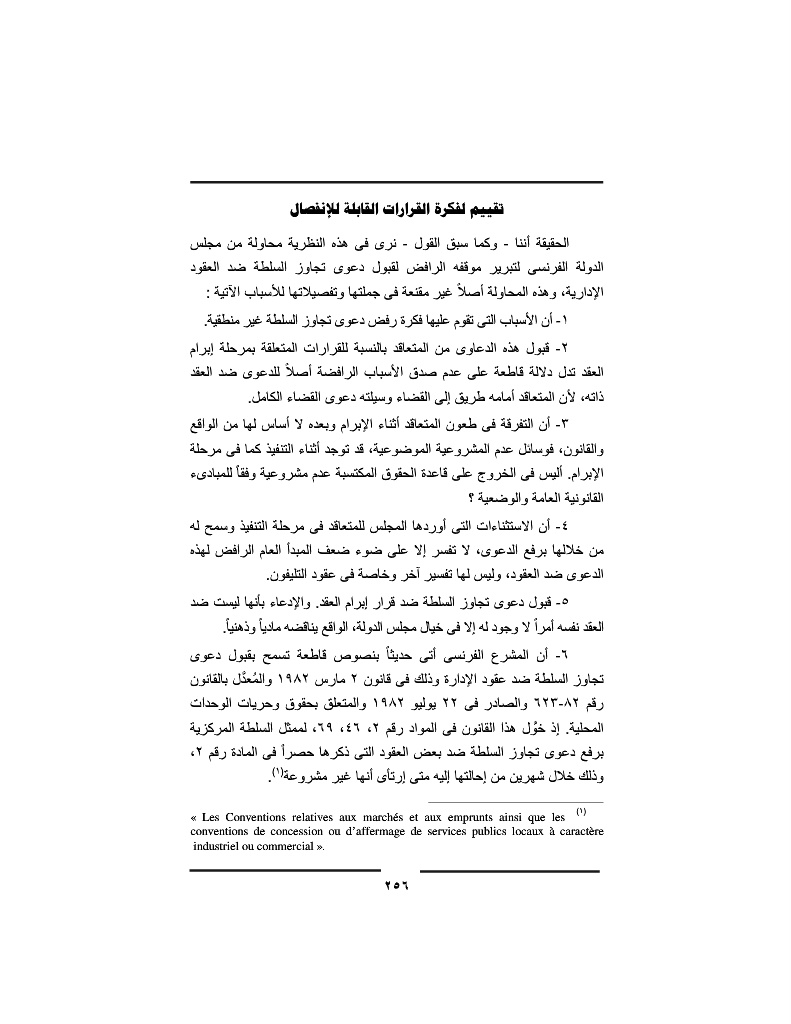 تقييم لفكرة القرارات القابلة للإنفصال
الحقيقة أننا - وكما سبق القول - نرى فى هذه النظرية محاولة من مجلس
الدولة الفرنسى لتبرير موقفه الرافض لقبول دعوى تجاوز السلطة ضد العقود
الإدارية، وهذه المحاولة أصلاً غير مقنعة فى جملتها وتفصيلاتها للأسباب الآتية :
١- أن الأسباب التى تقوم عليها فكرة رفض دعوى تجاوز السلطة غير منطقية.
٢- قبول هذه الدعاوى من المتعاقد بالنسبة للقرارات المتعلقة بمرحلة إبرام
العقد تدل دلالة قاطعة على عدم صدق الأسباب الرافضة أصلاً للدعوى ضد العقد
ذاته، لأن المتعاقد أمامه طريق إلى القضاء وسيلته دعوى القضاء الكامل.
٣- أن التفرقة فى طعون المتعاقد أثناء الإبرام وبعده لا أساس لها من الواقع
والقانون، فوسائل عدم المشروعية الموضوعية، قد توجد أثناء التنفيذ كما فى مرحلة
الإبرام. أليس فى الخروج على قاعدة الحقوق المكتسبة عدم مشروعية وفقاً للمبادىء
القانونية العامة والوضعية ؟
٤- أن الاستثناءات التى أوردها المجلس للمتعاقد فى مرحلة التنفيذ وسمح له
من خلالها برفع الدعوى، لا تفسر إلا على ضوء ضعف المبدأ العام الرافض لهذه
الدعوى ضد العقود، وليس لها تفسير آخر وخاصة فى عقود التليفون.
٥- قبول دعوى تجاوز السلطة ضد قرار إبرام العقد. والإدعاء بأنها ليست ضد
العقد نفسه أمراً لا وجود له إلا فى خيال مجلس الدولة، الواقع يناقضه مادياً وذهنياً.
٦- أن المشرع الفرنسى أتى حديثاً بنصوص قاطعة تسمح بقبول دعوى
تجاوز السلطة ضد عقود الإدارة وذلك فى قانون ٢ مارس ١٩٨٢ والمُعدَّل بالقانون
رقم ٨٢-٦٢٣ والصادر فى ٢٢ يوليو ١٩٨٢ والمتعلق بحقوق وحريات الوحدات
المحلية. إذ خوَّل هذا القانون فى المواد رقم ٢، ٤٦، ٦٩، لممثل السلطة المركزية
برفع دعوى تجاوز السلطة ضد بعض العقود التى ذكرها حصراً فى المادة رقم ٢،
وذلك خلال شهرين من إحالتها إليه متى إرتأى أنها غير مشروعة(١).
(١) « Les Conventions relatives aux marchés et aux emprunts ainsi que les
conventions de concession ou d’affermage de services publics locaux à caractère
industriel ou commercial ».
٢٥٦